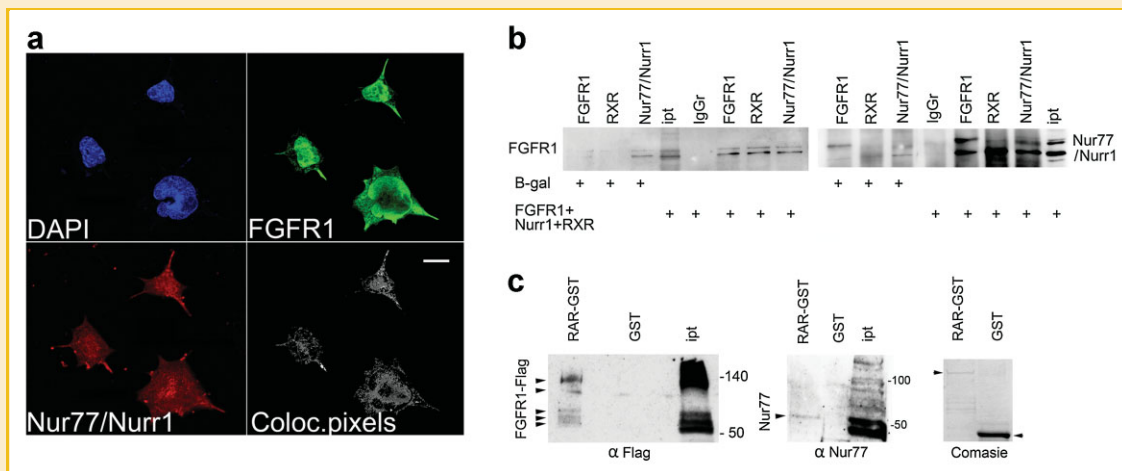 a
DAPI
FGFR1
Nur77/Nurr1
Coloc.pixels
b
FGFR1
RXR
Nur77/Nurr1
ipt
IgGr
FGFR1
RXR
Nur77/Nurr1
FGFR1
RXR
Nur77/Nurr1
IgGr
FGFR1
RXR
Nur77/Nurr1
ipt
FGFR1
Nur77
/Nurr1
B-gal
+ + + + + +
FGFR1+
Nurr1+RXR
+ + + + + + + + + +
c
RAR-GST
GST
ipt
FGFR1-Flag
-140
- 50
α Flag
RAR-GST
GST
ipt
Nur77
-100
-50
α Nur77
RAR-GST
GST
Comasie